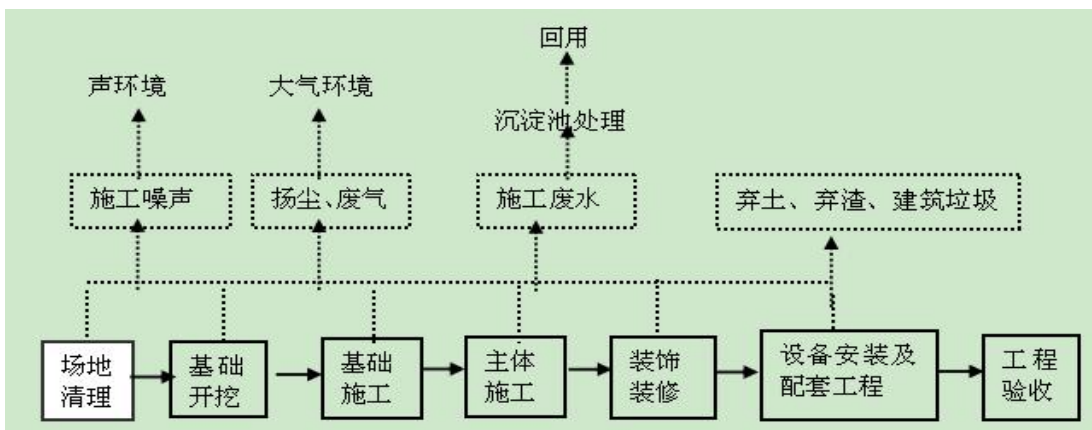 回用
声环境
大气环境
沉淀池处理
施工噪声
扬尘、废气
施工废水
弃土、弃渣、建筑垃圾
场地
清理
基础
开挖
基础
施工
主体
施工
装饰
装修
设备安装及
配套工程
工程
验收